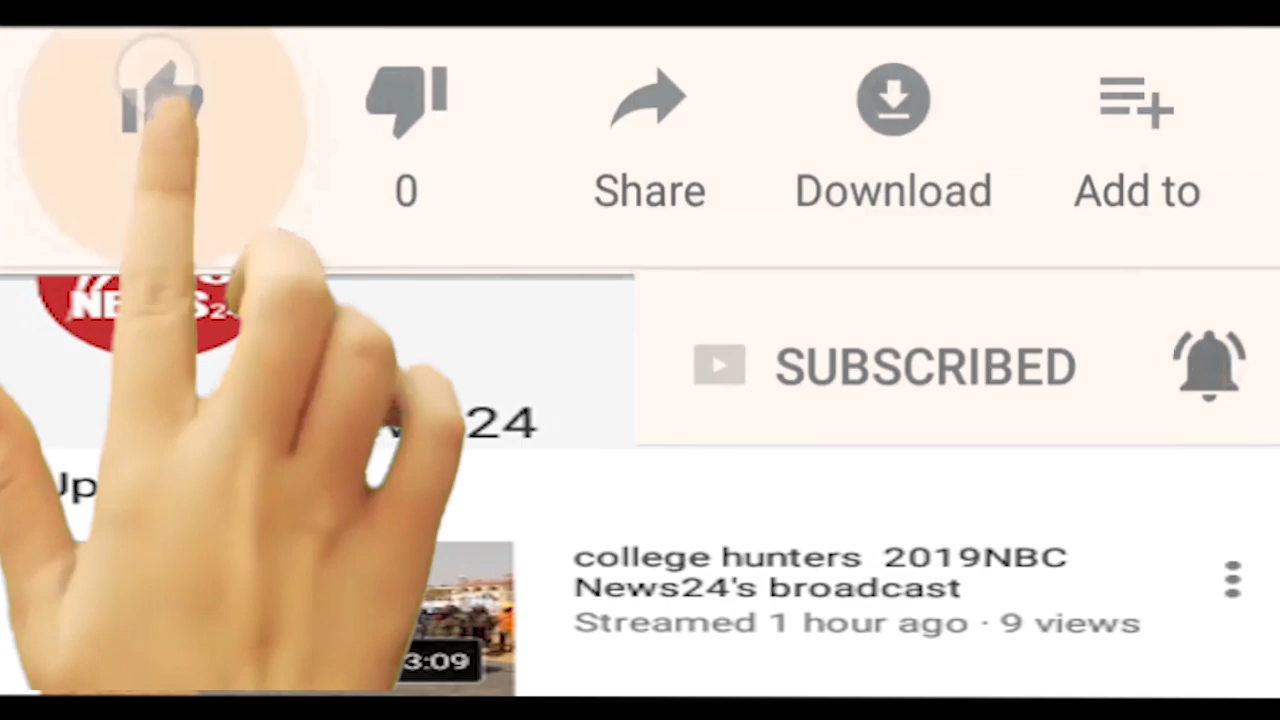 0 Share Download Add to
SUBSCRIBED
24
college hunters 2019NBC
News24's broadcast
Streamed 1 hour ago · 9 views
3:09